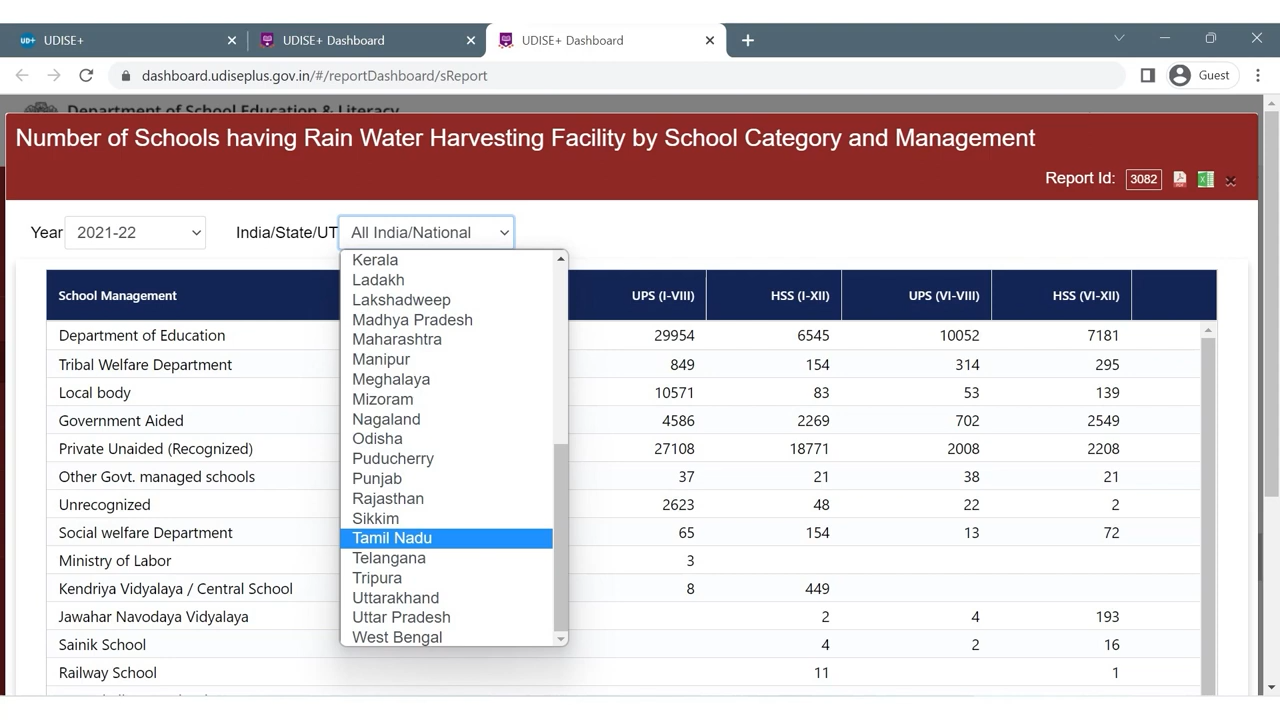 UD+ UDISE+
UDISE+ Dashboard
UDISE+ Dashboard
dashboard.udiseplus.gov.in/#/reportDashboard/sReport
Guest
Department of School Education & Literacy
Number of Schools having Rain Water Harvesting Facility by School Category and Management
Report Id: 3082
Year 2021-22 India/State/UT All India/National
Kerala
Ladakh
Lakshadweep
Madhya Pradesh
Maharashtra
Manipur
Meghalaya
Mizoram
Nagaland
Odisha
Puducherry
Punjab
Rajasthan
Sikkim
Tamil Nadu
Telangana
Tripura
Uttarakhand
Uttar Pradesh
West Bengal
School Management UPS (I-VIII) HSS (I-XII) UPS (VI-VIII) HSS (VI-XII)
Department of Education 29954 6545 10052 7181
Tribal Welfare Department 849 154 314 295
Local body 10571 83 53 139
Government Aided 4586 2269 702 2549
Private Unaided (Recognized) 27108 18771 2008 2208
Other Govt. managed schools 37 21 38 21
Unrecognized 2623 48 22 2
Social welfare Department 65 154 13 72
Ministry of Labor 3
Kendriya Vidyalaya / Central School 8 449
Jawahar Navodaya Vidyalaya 2 4 193
Sainik School 4 2 16
Railway School 11 1